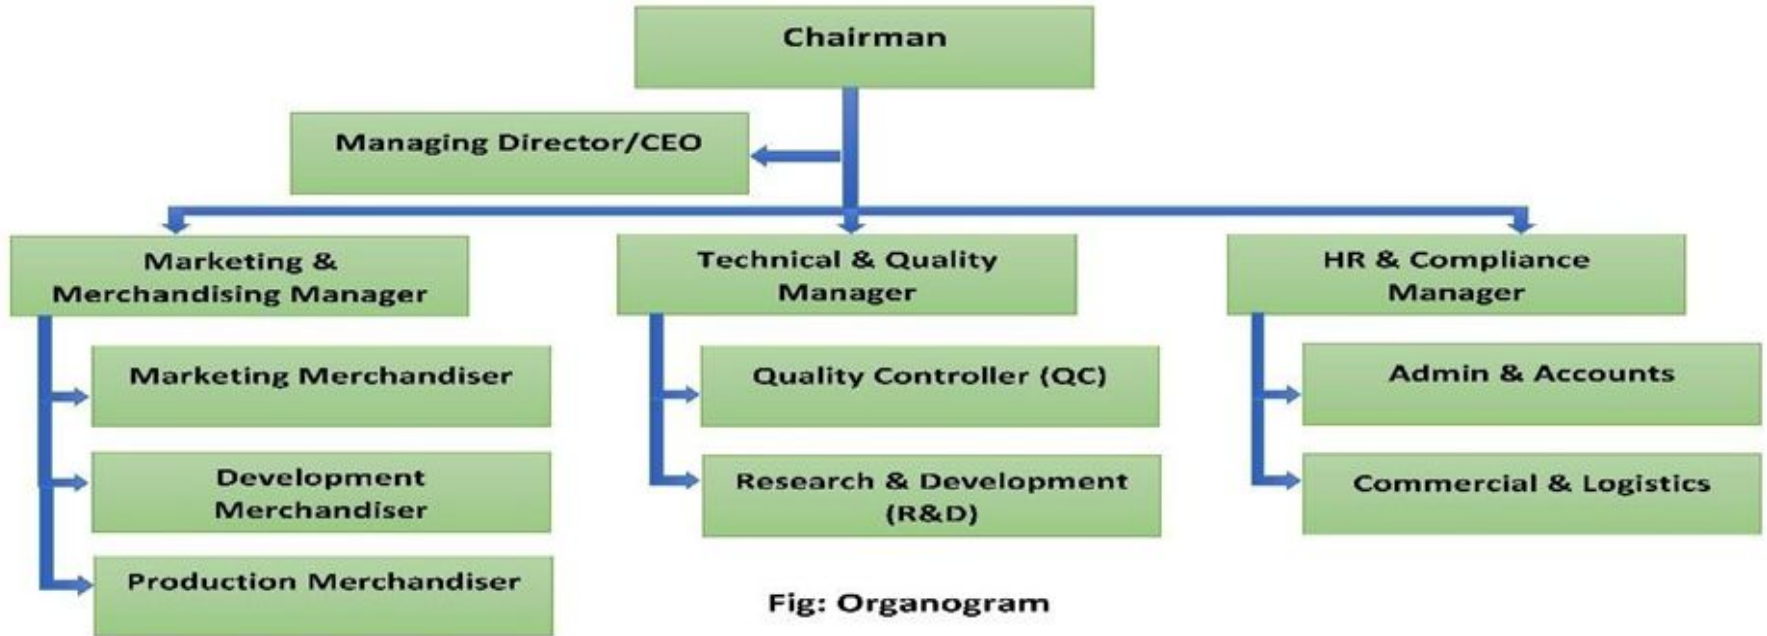 Chairman
Managing Director/CEO
Marketing &
Merchandising Manager
Technical & Quality
Manager
HR & Compliance
Manager
Marketing Merchandiser
Development
Merchandiser
Production Merchandiser
Quality Controller (QC)
Research & Development
(R&D)
Admin & Accounts
Commercial & Logistics
Fig: Organogram